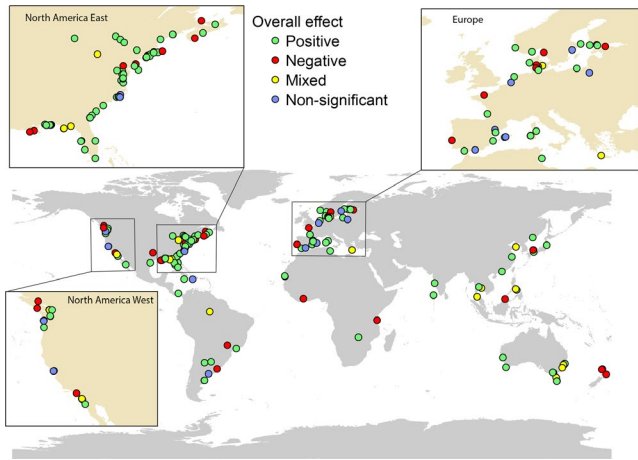 North America East
Overall effect
Positive
Negative
Mixed
Non-significant
Europe
North America West